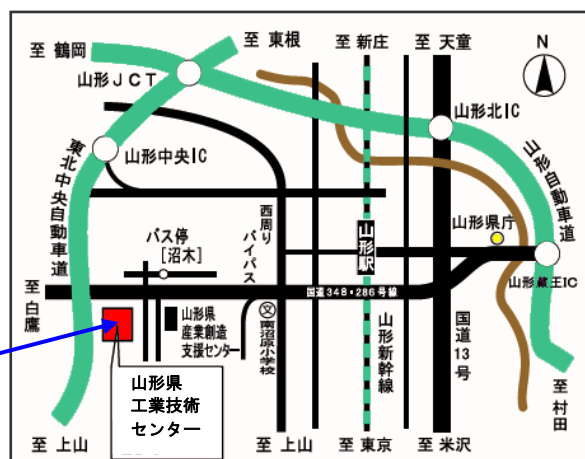 至 鶴岡
至 東根
至 新庄
至 天童
N
山形JCT
山形北IC
山形中央IC
山形自動車道
東北中央自動車道
西周り
バイパス
山形駅
山形県庁
バス停
[沼木]
山形蔵王IC
至
白鷹
国道348・286号線
山形県
産業創造
支援センター
文
南沼原小学校
山形新幹線
国道13号
山形県
工業技術
センター
至
村田
至 上山
至 上山
至 東京
至 米沢